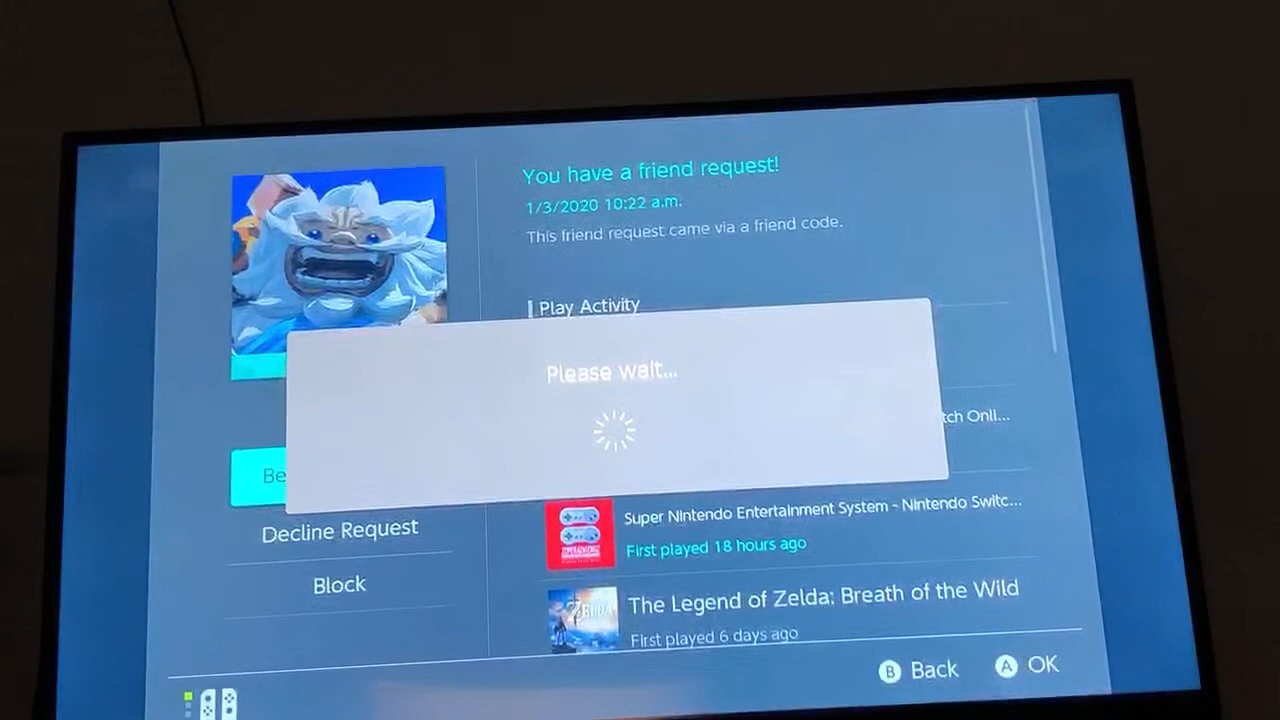 You have a friend request!
1/3/2020 10:22 a.m.
This friend request came via a friend code.
Play Activity
Please wait...
tch Onli...
Be
Decline Request
Block
Super Nintendo Entertainment System - Nintendo Switc...
First played 18 hours ago
The Legend of Zelda: Breath of the Wild
First played 6 days ago
ZELDA
B Back
A OK